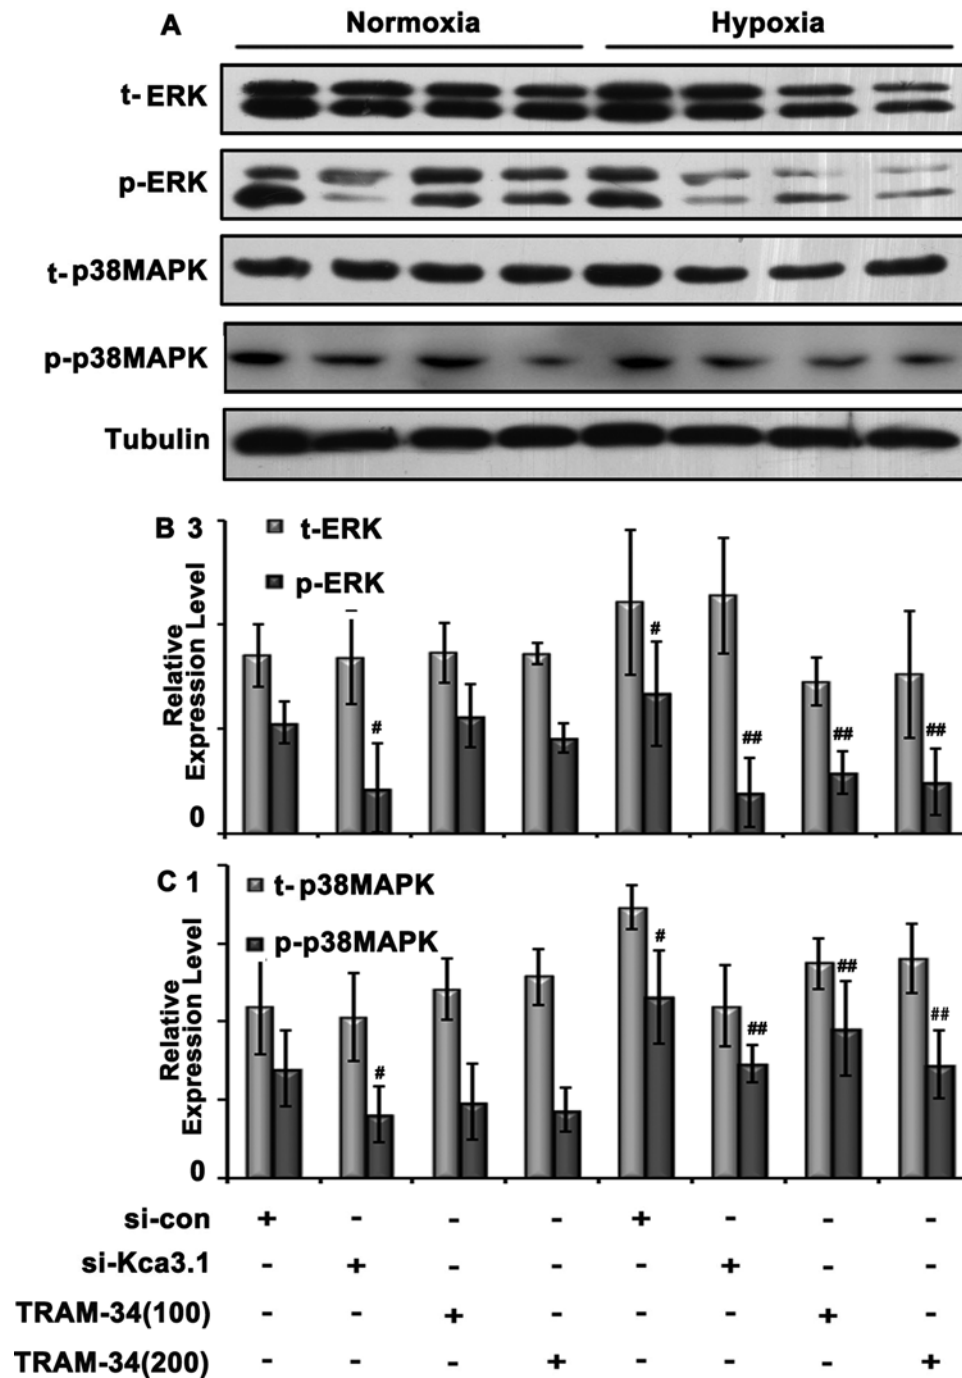 A Normoxia Hypoxia
t-ERK
p-ERK
t-p38MAPK
p-p38MAPK
Tubulin
B 3
t-ERK
p-ERK
Relative
Expression Level
# # ## ## ##
0
C 1
t-p38MAPK
p-p38MAPK
Relative
Expression Level
# # ## ## ##
0
si-con + - - - + - - -
si-Kca3.1 - + - - - + - -
TRAM-34(100) - - + - - - + -
TRAM-34(200) - - - + - - - +